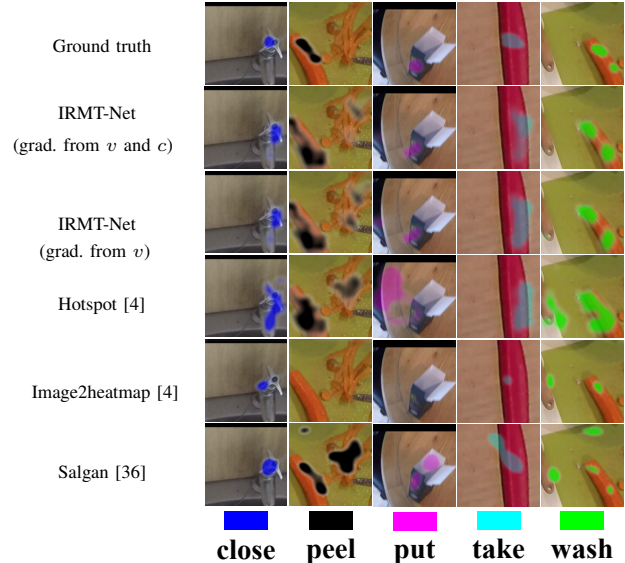 Ground truth
IRMT-Net
(grad. from v and c)
IRMT-Net
(grad. from v)
Hotspot [4]
Image2heatmap [4]
Salgan [36]
close peel put take wash